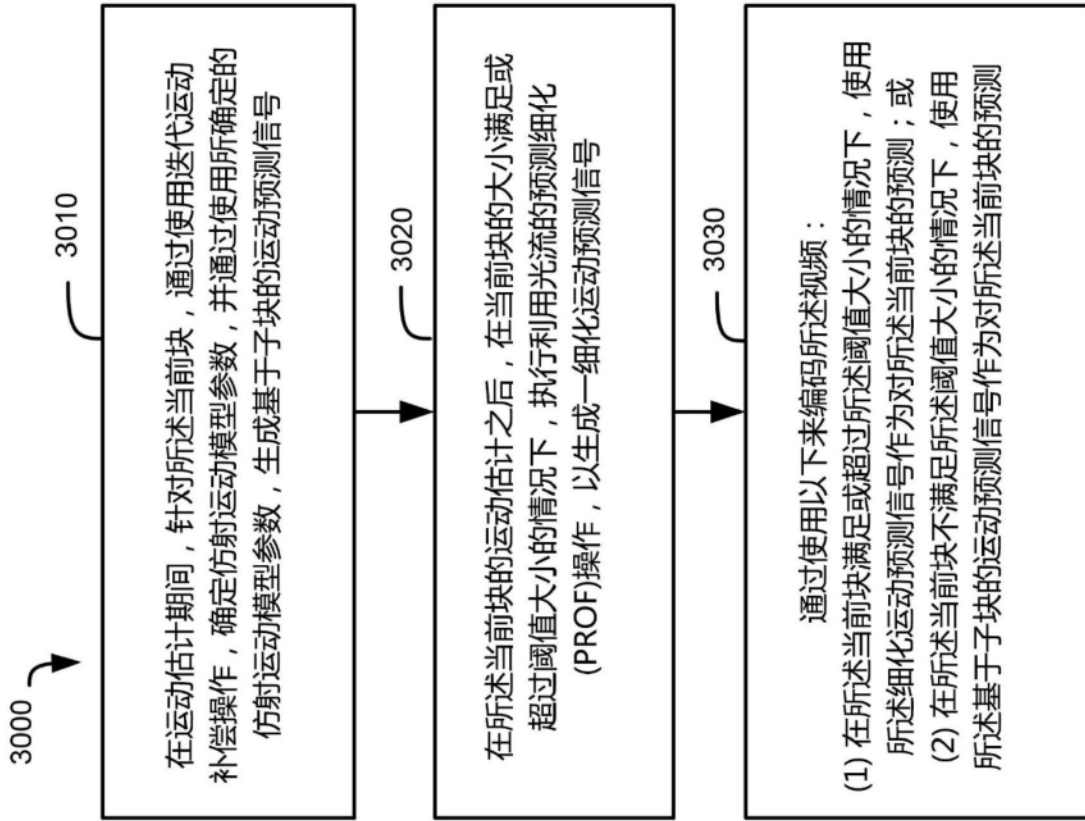 3000
3010
在运动估计期间，针对所述当前块，通过使用迭代运动
补偿操作，确定仿射运动模型参数，并通过使用所确定的
仿射运动模型参数，生成基于子块的运动预测信号
3020
在所述当前块的运动估计之后，在当前块的大小满足或
超过阈值大小的情况下，执行利用光流的预测细化
(PROF)操作，以生成一细化运动预测信号
3030
通过使用以下来编码所述视频：
(1) 在所述当前块满足或超过所述阈值大小的情况下，使用
所述细化运动预测信号作为对所述当前块的预测；或
(2) 在所述当前块不满足所述阈值大小的情况下，使用
所述基于子块的运动预测信号作为对所述当前块的预测